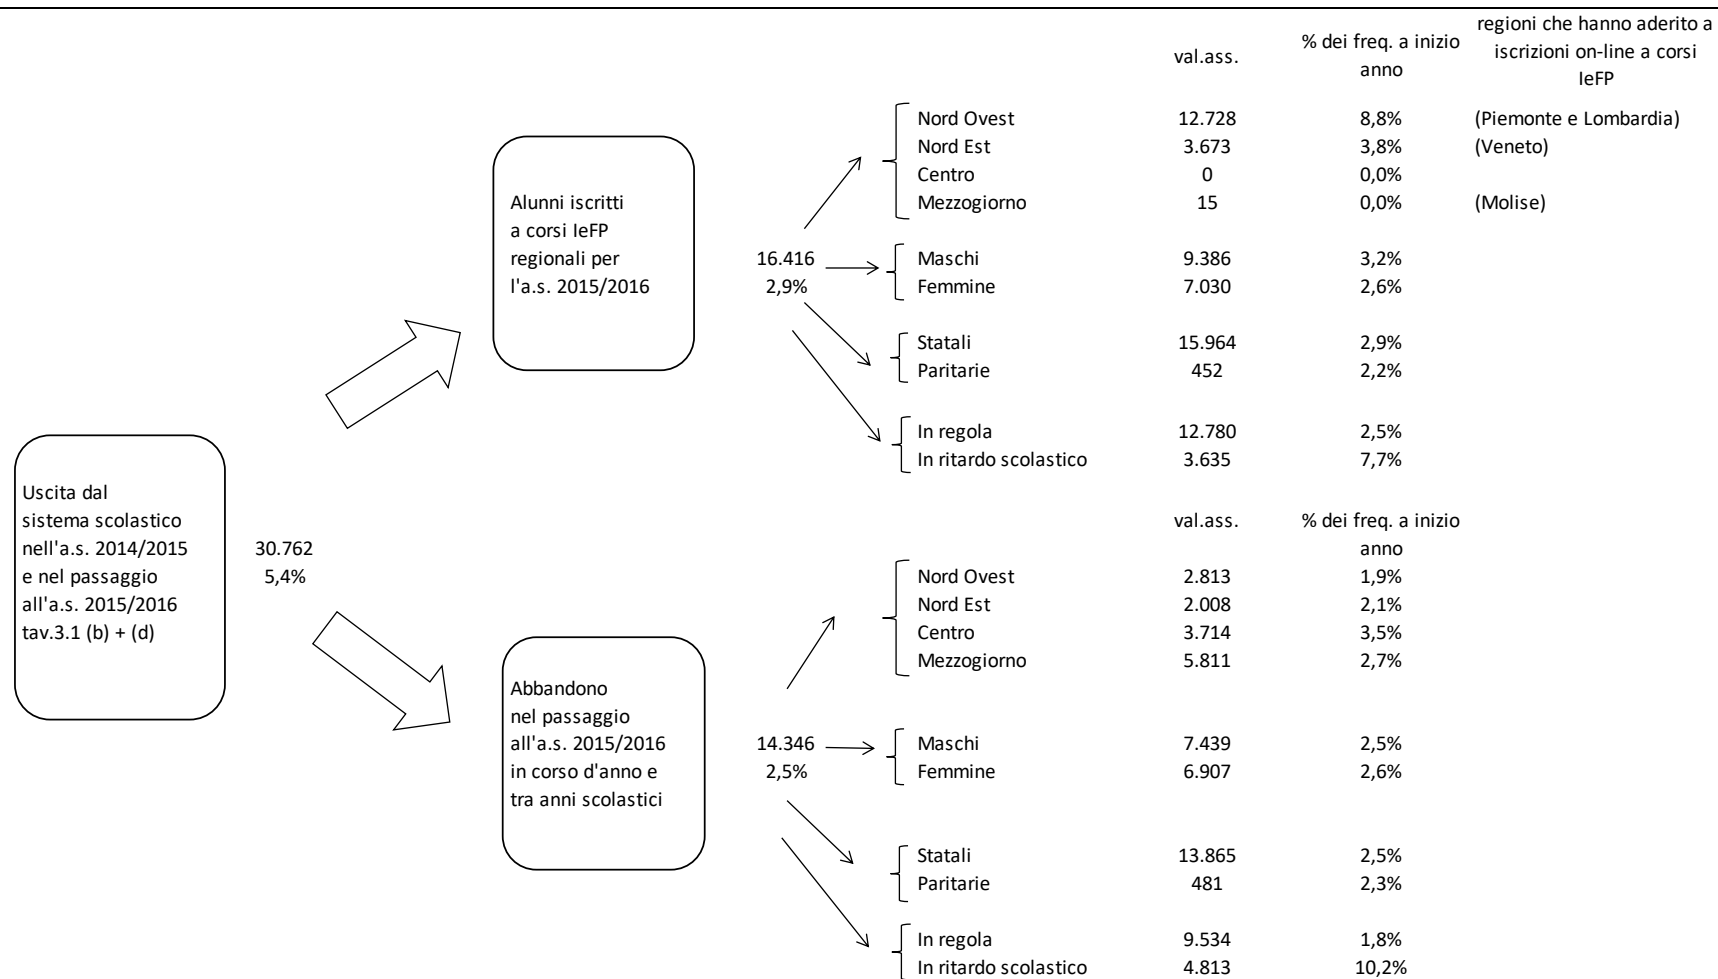 val.ass.
% dei freq. a inizio
anno
regioni che hanno aderito a
iscrizioni on-line a corsi
IeFP
Nord Ovest 12.728 8,8% (Piemonte e Lombardia)
Nord Est 3.673 3,8% (Veneto)
Centro 0 0,0%
Mezzogiorno 15 0,0% (Molise)
Alunni iscritti
a corsi IeFP
regionali per
l'a.s. 2015/2016
16.416
2,9%
Maschi 9.386 3,2%
Femmine 7.030 2,6%
Statali 15.964 2,9%
Paritarie 452 2,2%
In regola 12.780 2,5%
In ritardo scolastico 3.635 7,7%
Uscita dal
sistema scolastico
nell'a.s. 2014/2015
e nel passaggio
all'a.s. 2015/2016
tav.3.1 (b) + (d)
30.762
5,4%
val.ass.
% dei freq. a inizio
anno
Nord Ovest 2.813 1,9%
Nord Est 2.008 2,1%
Centro 3.714 3,5%
Mezzogiorno 5.811 2,7%
Abbandono
nel passaggio
all'a.s. 2015/2016
in corso d'anno e
tra anni scolastici
14.346
2,5%
Maschi 7.439 2,5%
Femmine 6.907 2,6%
Statali 13.865 2,5%
Paritarie 481 2,3%
In regola 9.534 1,8%
In ritardo scolastico 4.813 10,2%